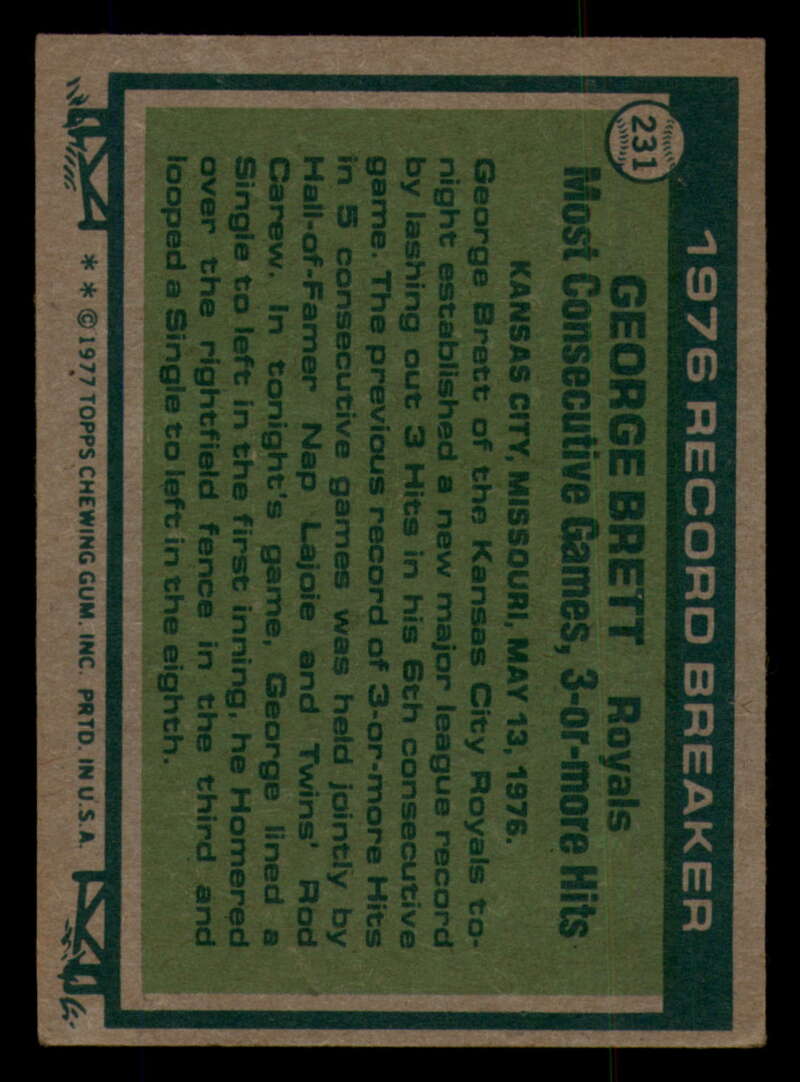 231
1976 RECORD BREAKER
GEORGE BRETT Royals
Most Consecutive Games, 3-or-more Hits
KANSAS CITY, MISSOURI, MAY 13, 1976.
George Brett of the Kansas City Royals to-
night established a new major league record
by lashing out 3 Hits in his 6th consecutive
game. The previous record of 3-or-more Hits
in 5 consecutive games was held jointly by
Hall-of-Famer Nap Lajoie and Twins' Rod
Carew. In tonight's game, George lined a
Single to left in the first inning, he Homered
over the rightfield fence in the third and
looped a Single to left in the eighth.
* * © 1977 TOPPS CHEWING GUM. INC. PRTD. IN U.S.A.